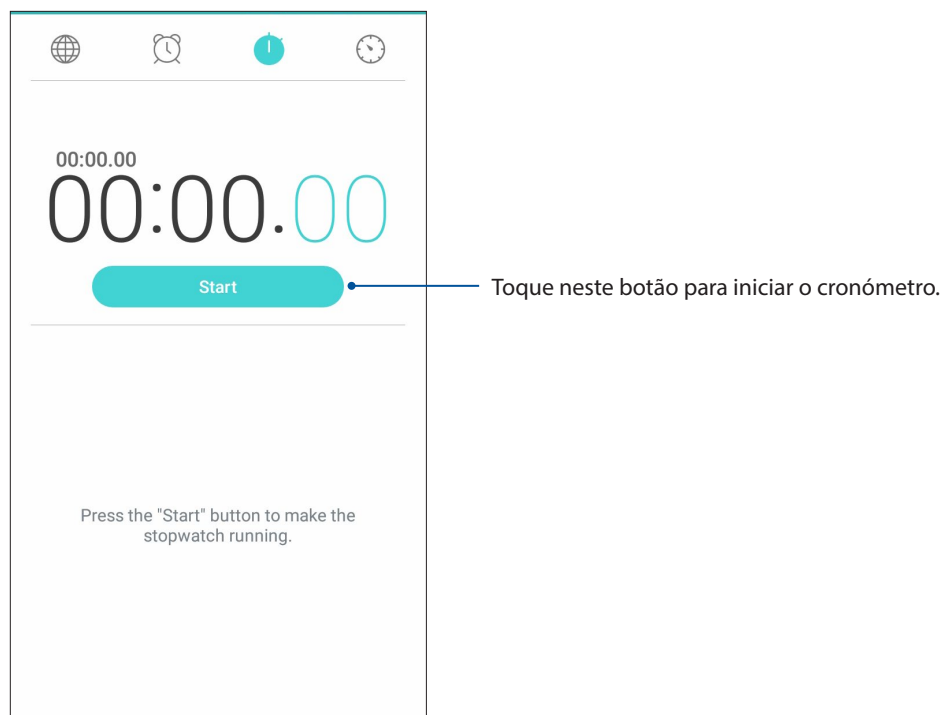 00:00.00
00:00.00
Start
Toque neste botão para iniciar o cronómetro.
Press the "Start" button to make the
stopwatch running.